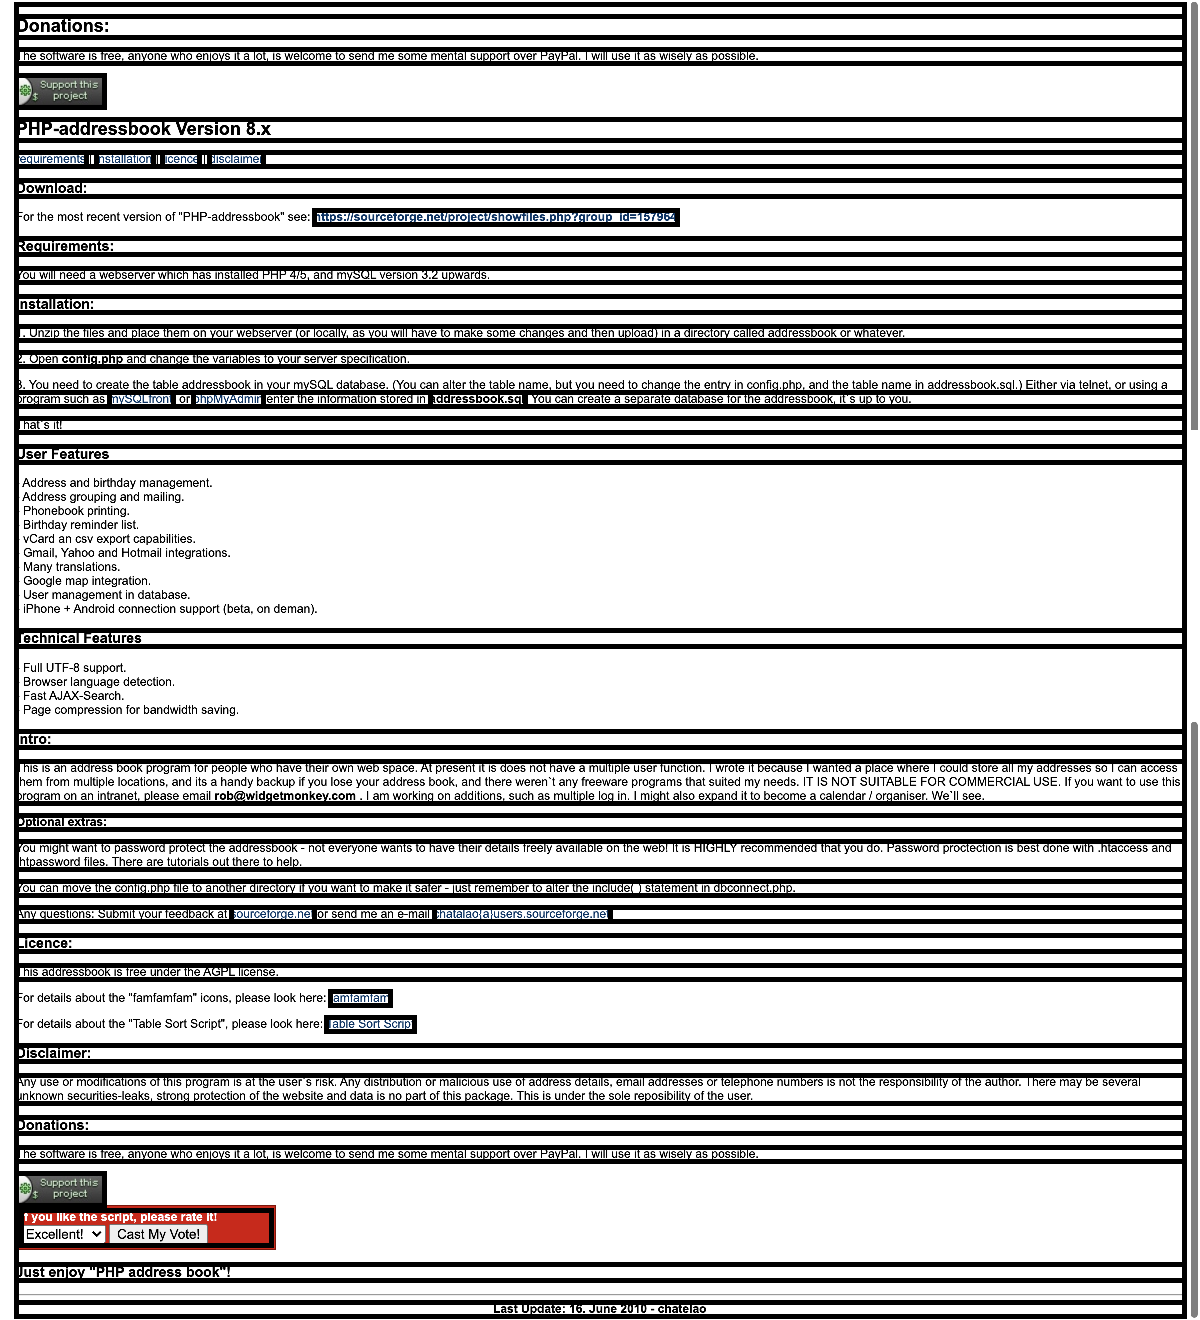 Donations:
The software is free, anyone who enjoys it a lot, is welcome to send me some mental support over PayPal. I will use it as wisely as possible.
Support this
$ project
PHP-addressbook Version 8.x
requirements | installation | licence | disclaimer
Download:
For the most recent version of "PHP-addressbook" see: https://sourceforge.net/project/showfiles.php?group_id=157964
Requirements:
You will need a webserver which has installed PHP 4/5, and mySQL version 3.2 upwards.
Installation:
1. Unzip the files and place them on your webserver (or locally, as you will have to make some changes and then upload) in a directory called addressbook or whatever.
2. Open config.php and change the variables to your server specification.
3. You need to create the table addressbook in your mySQL database. (You can alter the table name, but you need to change the entry in config.php, and the table name in addressbook.sql.) Either via telnet, or using a
program such as mySQLfront or phpMyAdmin enter the information stored in addressbook.sql You can create a separate database for the addressbook, it`s up to you.
That`s it!
User Features
Address and birthday management.
Address grouping and mailing.
Phonebook printing.
Birthday reminder list.
vCard an csv export capabilities.
Gmail, Yahoo and Hotmail integrations.
Many translations.
Google map integration.
User management in database.
iPhone + Android connection support (beta, on deman).
Technical Features
Full UTF-8 support.
Browser language detection.
Fast AJAX-Search.
Page compression for bandwidth saving.
Intro:
This is an address book program for people who have their own web space. At present it is does not have a multiple user function. I wrote it because I wanted a place where I could store all my addresses so I can access
them from multiple locations, and its a handy backup if you lose your address book, and there weren`t any freeware programs that suited my needs. IT IS NOT SUITABLE FOR COMMERCIAL USE. If you want to use this
program on an intranet, please email rob@widgetmonkey.com . I am working on additions, such as multiple log in. I might also expand it to become a calendar / organiser. We`ll see.
Optional extras:
You might want to password protect the addressbook - not everyone wants to have their details freely available on the web! It is HIGHLY recommended that you do. Password proctection is best done with .htaccess and
.htpassword files. There are tutorials out there to help.
You can move the config.php file to another directory if you want to make it safer - just remember to alter the include( ) statement in dbconnect.php.
Any questions: Submit your feedback at sourceforge.net or send me an e-mail chatalao{a}users.sourceforge.net
Licence:
This addressbook is free under the AGPL license.
For details about the "famfamfam" icons, please look here: famfamfam
For details about the "Table Sort Script", please look here: Table Sort Script
Disclaimer:
Any use or modifications of this program is at the user`s risk. Any distribution or malicious use of address details, email addresses or telephone numbers is not the responsibility of the author. There may be several
unknown securities-leaks, strong protection of the website and data is no part of this package. This is under the sole reposibility of the user.
Donations:
The software is free, anyone who enjoys it a lot, is welcome to send me some mental support over PayPal. I will use it as wisely as possible.
Support this
$ project
If you like the script, please rate it!
Excellent! Cast My Vote!
Just enjoy "PHP address book"!
Last Update: 16. June 2010 - chatelao